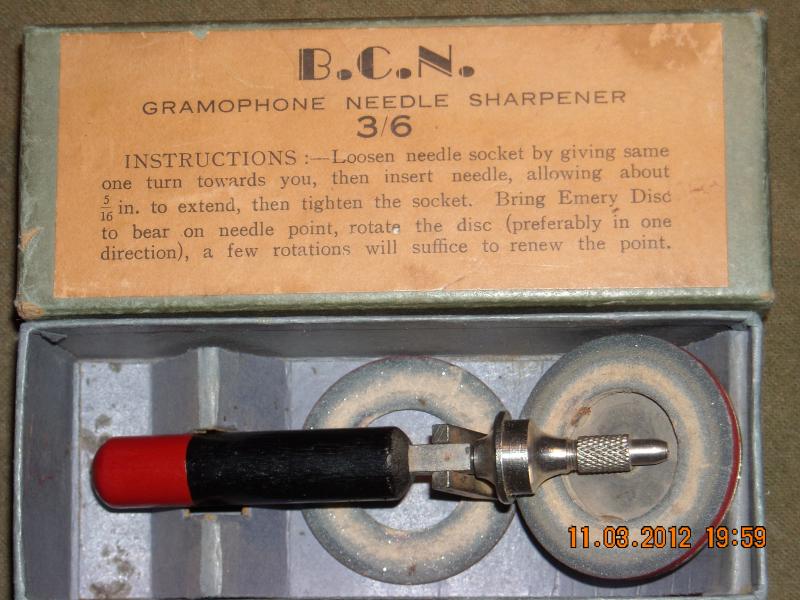 B.C.N.
GRAMOPHONE NEEDLE SHARPENER
3/6
INSTRUCTIONS :—Loosen needle socket by giving same
one turn towards you, then insert needle, allowing about
5/16 in. to extend, then tighten the socket. Bring Emery Disc
to bear on needle point, rotate the disc (preferably in one
direction), a few rotations will suffice to renew the point.
11.03.2012 19:59